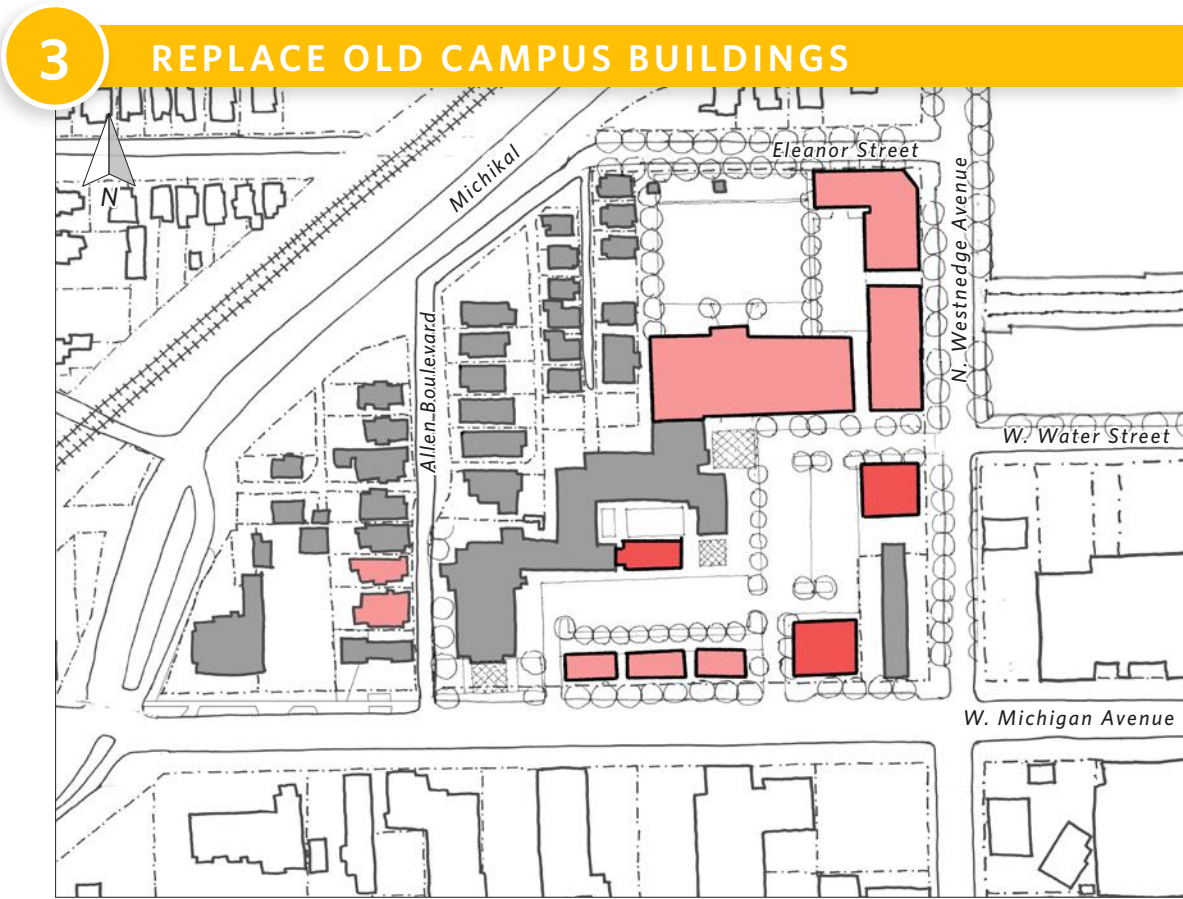 3
REPLACE OLD CAMPUS BUILDINGS
N
Michikal
Eleanor Street
N. Westnedge Avenue
Allen Boulevard
W. Water Street
W. Michigan Avenue